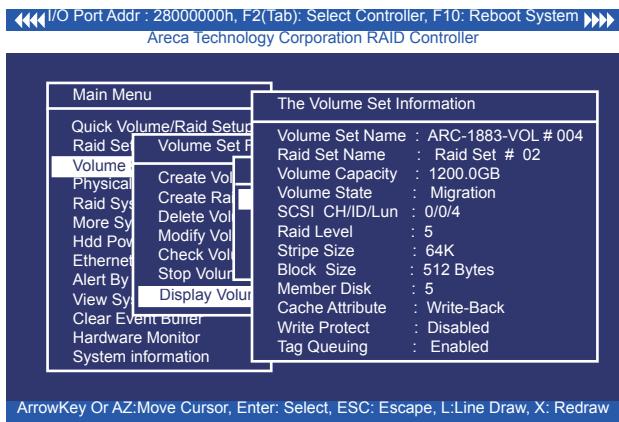 I/O Port Addr : 28000000h, F2(Tab): Select Controller, F10: Reboot System
Areca Technology Corporation RAID Controller
Main Menu
Quick Volume/Raid Setup
Raid Set
Volume
Physical
Raid Sys
More Sy
Hdd Pow
Ethernet
Alert By
View Sy
Clear Event Buffer
Hardware Monitor
System information
Volume Set F
Create Vol
Create Ra
Delete Volu
Modify Vol
Check Volu
Stop Volum
Display Volum
The Volume Set Information
Volume Set Name : ARC-1883-VOL # 004
Raid Set Name : Raid Set # 02
Volume Capacity : 1200.0GB
Volume State : Migration
SCSI CH/ID/Lun : 0/0/4
Raid Level : 5
Stripe Size : 64K
Block Size : 512 Bytes
Member Disk : 5
Cache Attribute : Write-Back
Write Protect : Disabled
Tag Queuing : Enabled
ArrowKey Or AZ:Move Cursor, Enter: Select, ESC: Escape, L:Line Draw, X: Redraw